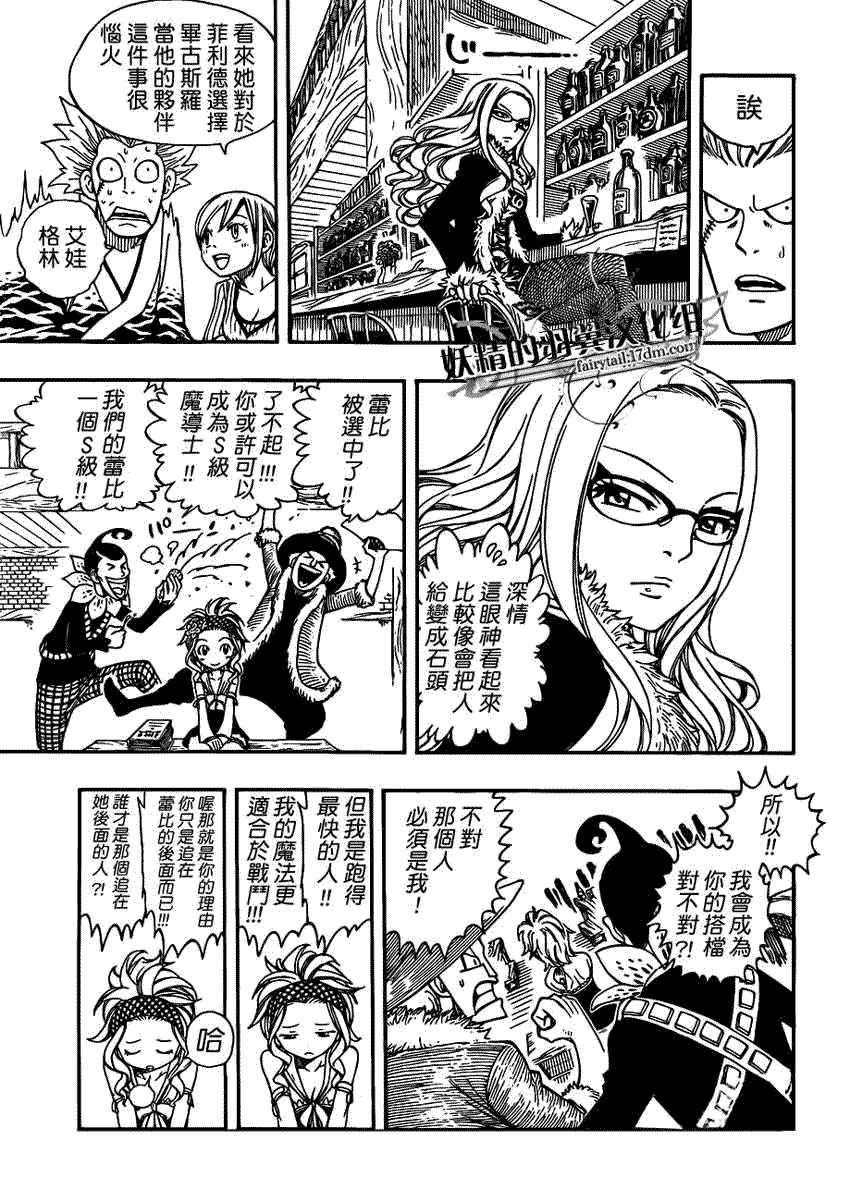 誒
じー
看來她對於
菲利德選擇
畢古斯羅
當他的夥伴
這件事很
惱火
艾娃
格林
妖精的羽翼汉化组
fairytail.17dm.com
深情
這眼神看起來
比較像會把人
給變成石頭
蕾比
被選中了!!
了不起!!!
你或許可以
成為S級
魔導士!!
我們的蕾比
一個S級!!
所以!!
我會成為
你的搭檔
對不對?!
不對
那個人
必須是我!
但我是跑得
最快的人!!
我的魔法更
適合於戰鬥!!!
喔那就是你的理由
你只是追在
蕾比的後面而已!!!
誰才是那個追在
她後面的人?!
哈